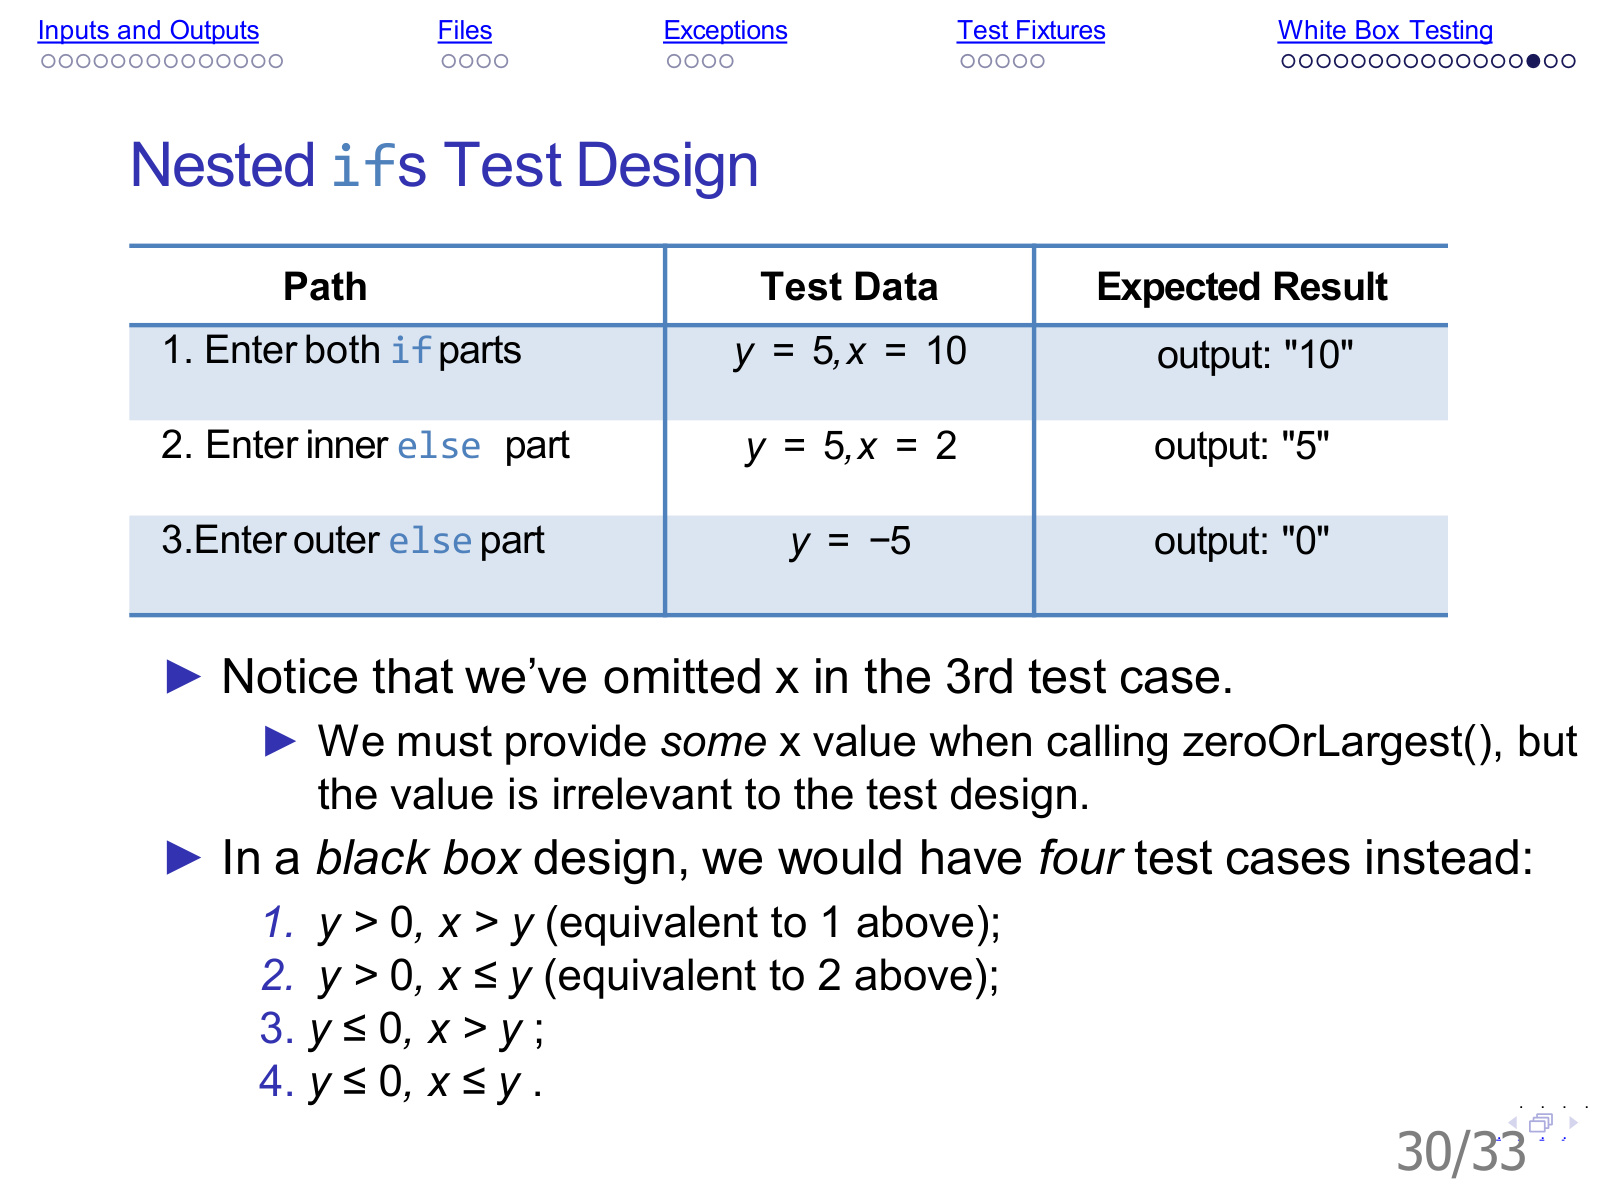 Inputs and Outputs Files Exceptions Test Fixtures White Box Testing
Nested ifs Test Design
Path Test Data Expected Result
1. Enter both if parts y = 5, x = 10 output: "10"
2. Enter inner else part y = 5, x = 2 output: "5"
3.Enter outer else part y = −5 output: "0"
► Notice that we’ve omitted x in the 3rd test case.
► We must provide some x value when calling zeroOrLargest(), but
the value is irrelevant to the test design.
► In a black box design, we would have four test cases instead:
1. y > 0, x > y (equivalent to 1 above);
2. y > 0, x ≤ y (equivalent to 2 above);
3. y ≤ 0, x > y ;
4. y ≤ 0, x ≤ y .
30/33